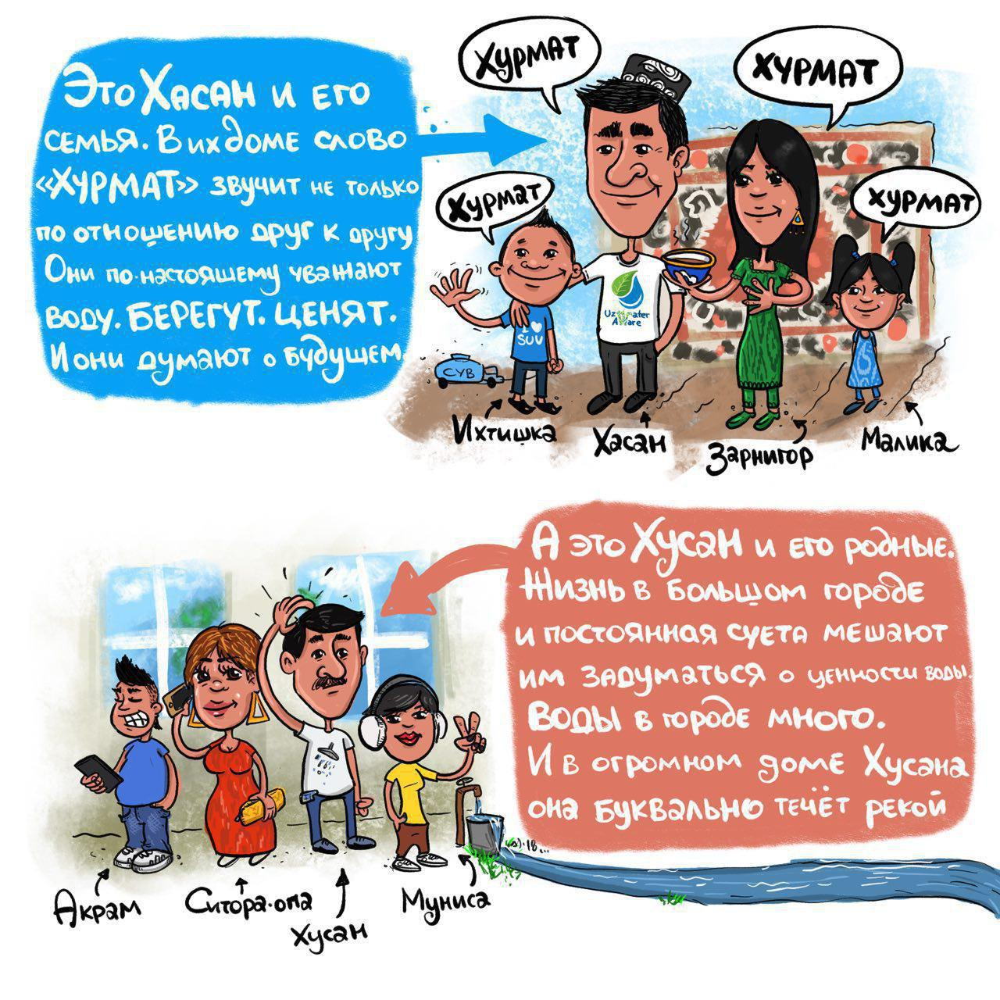 Это Хасан и его
семья. В их доме слово
«ХУРМАТ» звучит не только
по отношению друг к другу
Они по-настоящему уважают
воду. БЕРЕГУТ. ЦЕНЯТ.
И они думают о будущем.
ХУРМАТ
ХУРМАТ
ХУРМАТ
ХУРМАТ
UzWaterAware
I
SUV
СУВ
Ихтишка
Хасан
Зарнигор
Малика
А это Хусан и его родные.
Жизнь в большом городе
и постоянная суета мешают
им задуматься о ценности воды.
ВОДЫ в городе много.
И в огромном доме Хусана
она буквально течёт рекой
Акрам
Ситора-опа
Хусан
Муниса